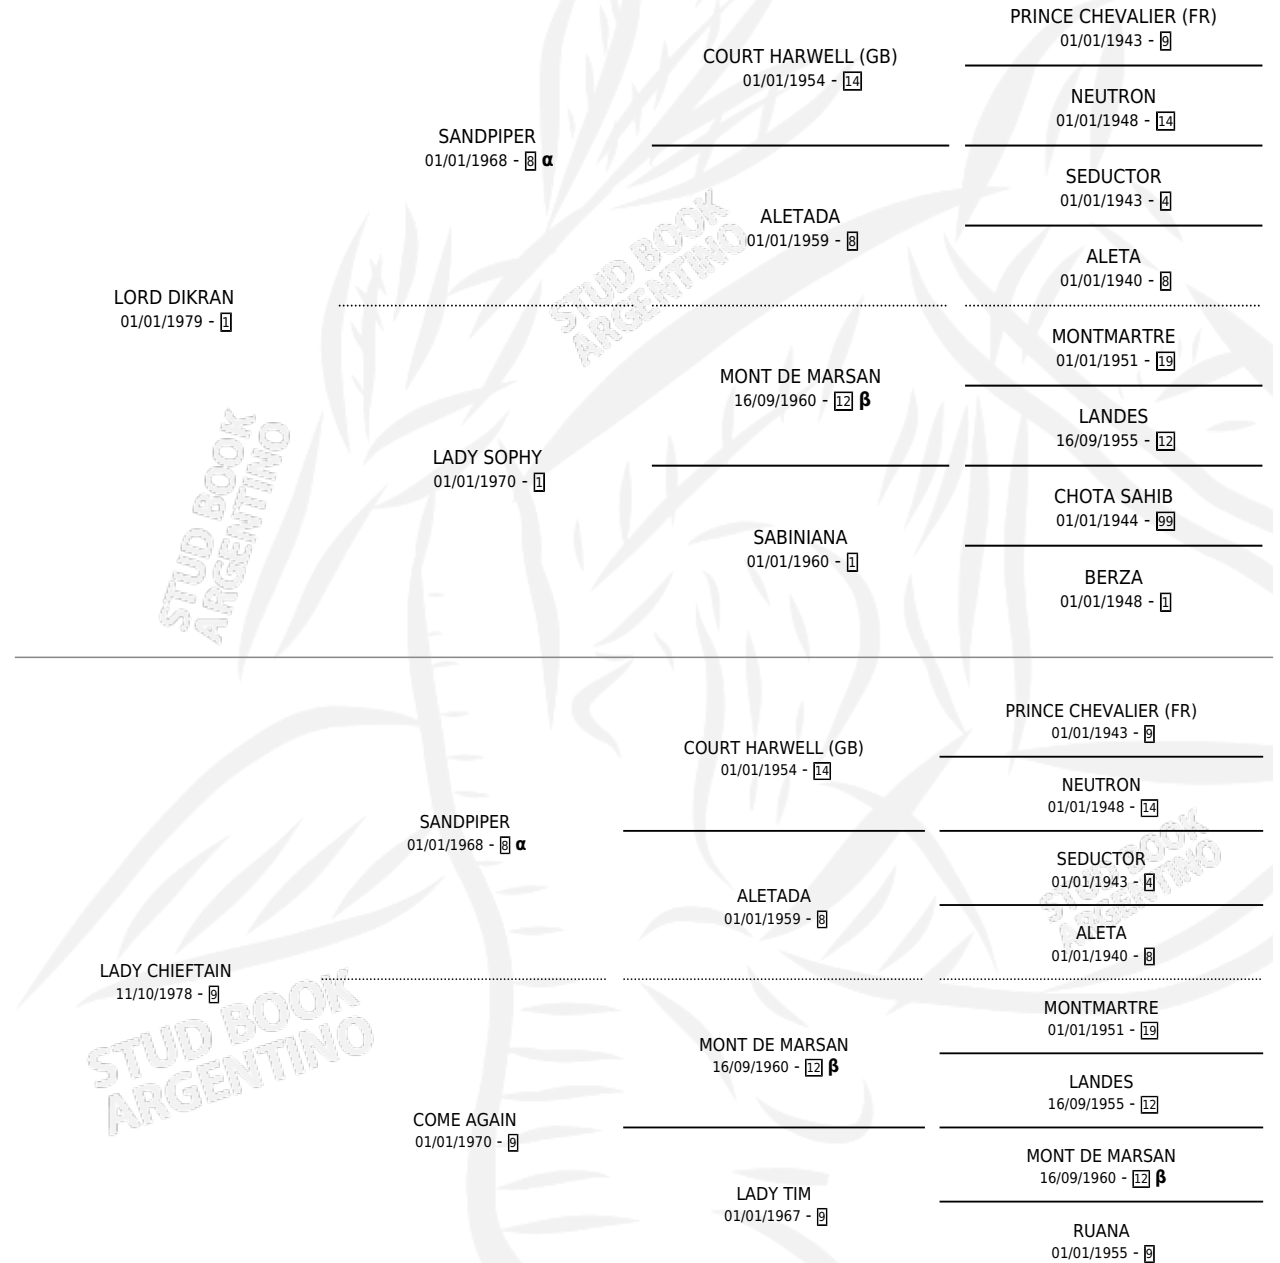 PRINCE CHEVALIER (FR)
01/01/1943 - 9
COURT HARWELL (GB)
01/01/1954 - 14
NEUTRON
01/01/1948 - 14
SANDPIPER
01/01/1968 - 8 α
SEDUCTOR
01/01/1943 - 4
ALETADA
01/01/1959 - 8
ALETA
01/01/1940 - 8
LORD DIKRAN
01/01/1979 - 1
MONTMARTRE
01/01/1951 - 19
MONT DE MARSAN
16/09/1960 - 12 β
LANDES
16/09/1955 - 12
LADY SOPHY
01/01/1970 - 1
CHOTA SAHIB
01/01/1944 - 99
SABINIANA
01/01/1960 - 1
BERZA
01/01/1948 - 1
STUD BOOK
ARGENTINO
STUD BOOK
ARGENTINO
PRINCE CHEVALIER (FR)
01/01/1943 - 9
COURT HARWELL (GB)
01/01/1954 - 14
NEUTRON
01/01/1948 - 14
SANDPIPER
01/01/1968 - 8 α
SEDUCTOR
01/01/1943 - 4
ALETADA
01/01/1959 - 8
ALETA
01/01/1940 - 8
LADY CHIEFTAIN
11/10/1978 - 9
MONTMARTRE
01/01/1951 - 19
MONT DE MARSAN
16/09/1960 - 12 β
LANDES
16/09/1955 - 12
COME AGAIN
01/01/1970 - 9
MONT DE MARSAN
16/09/1960 - 12 β
LADY TIM
01/01/1967 - 9
RUANA
01/01/1955 - 9
STUD BOOK
ARGENTINO
STUD BOOK
ARGENTINO